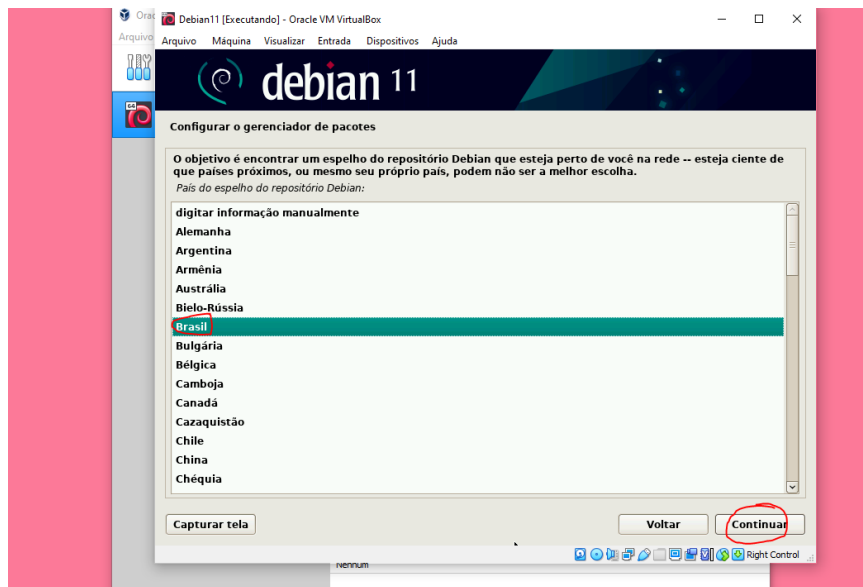 Orac
Debian11 [Executando] - Oracle VM VirtualBox
Arquivo
Arquivo Máquina Visualizar Entrada Dispositivos Ajuda
64
debian 11
Configurar o gerenciador de pacotes
O objetivo é encontrar um espelho do repositório Debian que esteja perto de você na rede -- esteja ciente de
que países próximos, ou mesmo seu próprio país, podem não ser a melhor escolha.
País do espelho do repositório Debian:
digitar informação manualmente
Alemanha
Argentina
Armênia
Austrália
Bielo-Rússia
Brasil
Bulgária
Bélgica
Camboja
Canadá
Cazaquistão
Chile
China
Chéquia
Capturar tela Voltar Continuar
Right Control
Nenhum